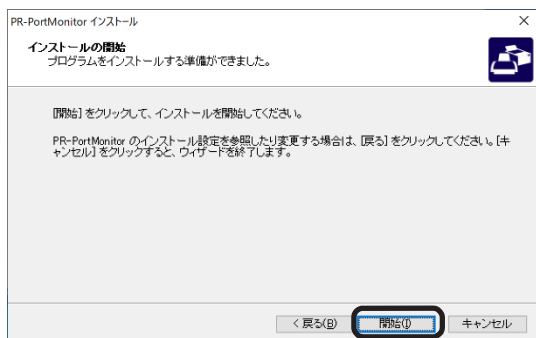 PR-PortMonitor インストール
インストールの開始
プログラムをインストールする準備ができました。
[開始] をクリックして、インストールを開始してください。
PR-PortMonitor のインストール設定を参照したり変更する場合は、[戻る] をクリックしてください。[キ
ャンセル] をクリックすると、ウィザードを終了します。
< 戻る(B) 開始(I) キャンセル